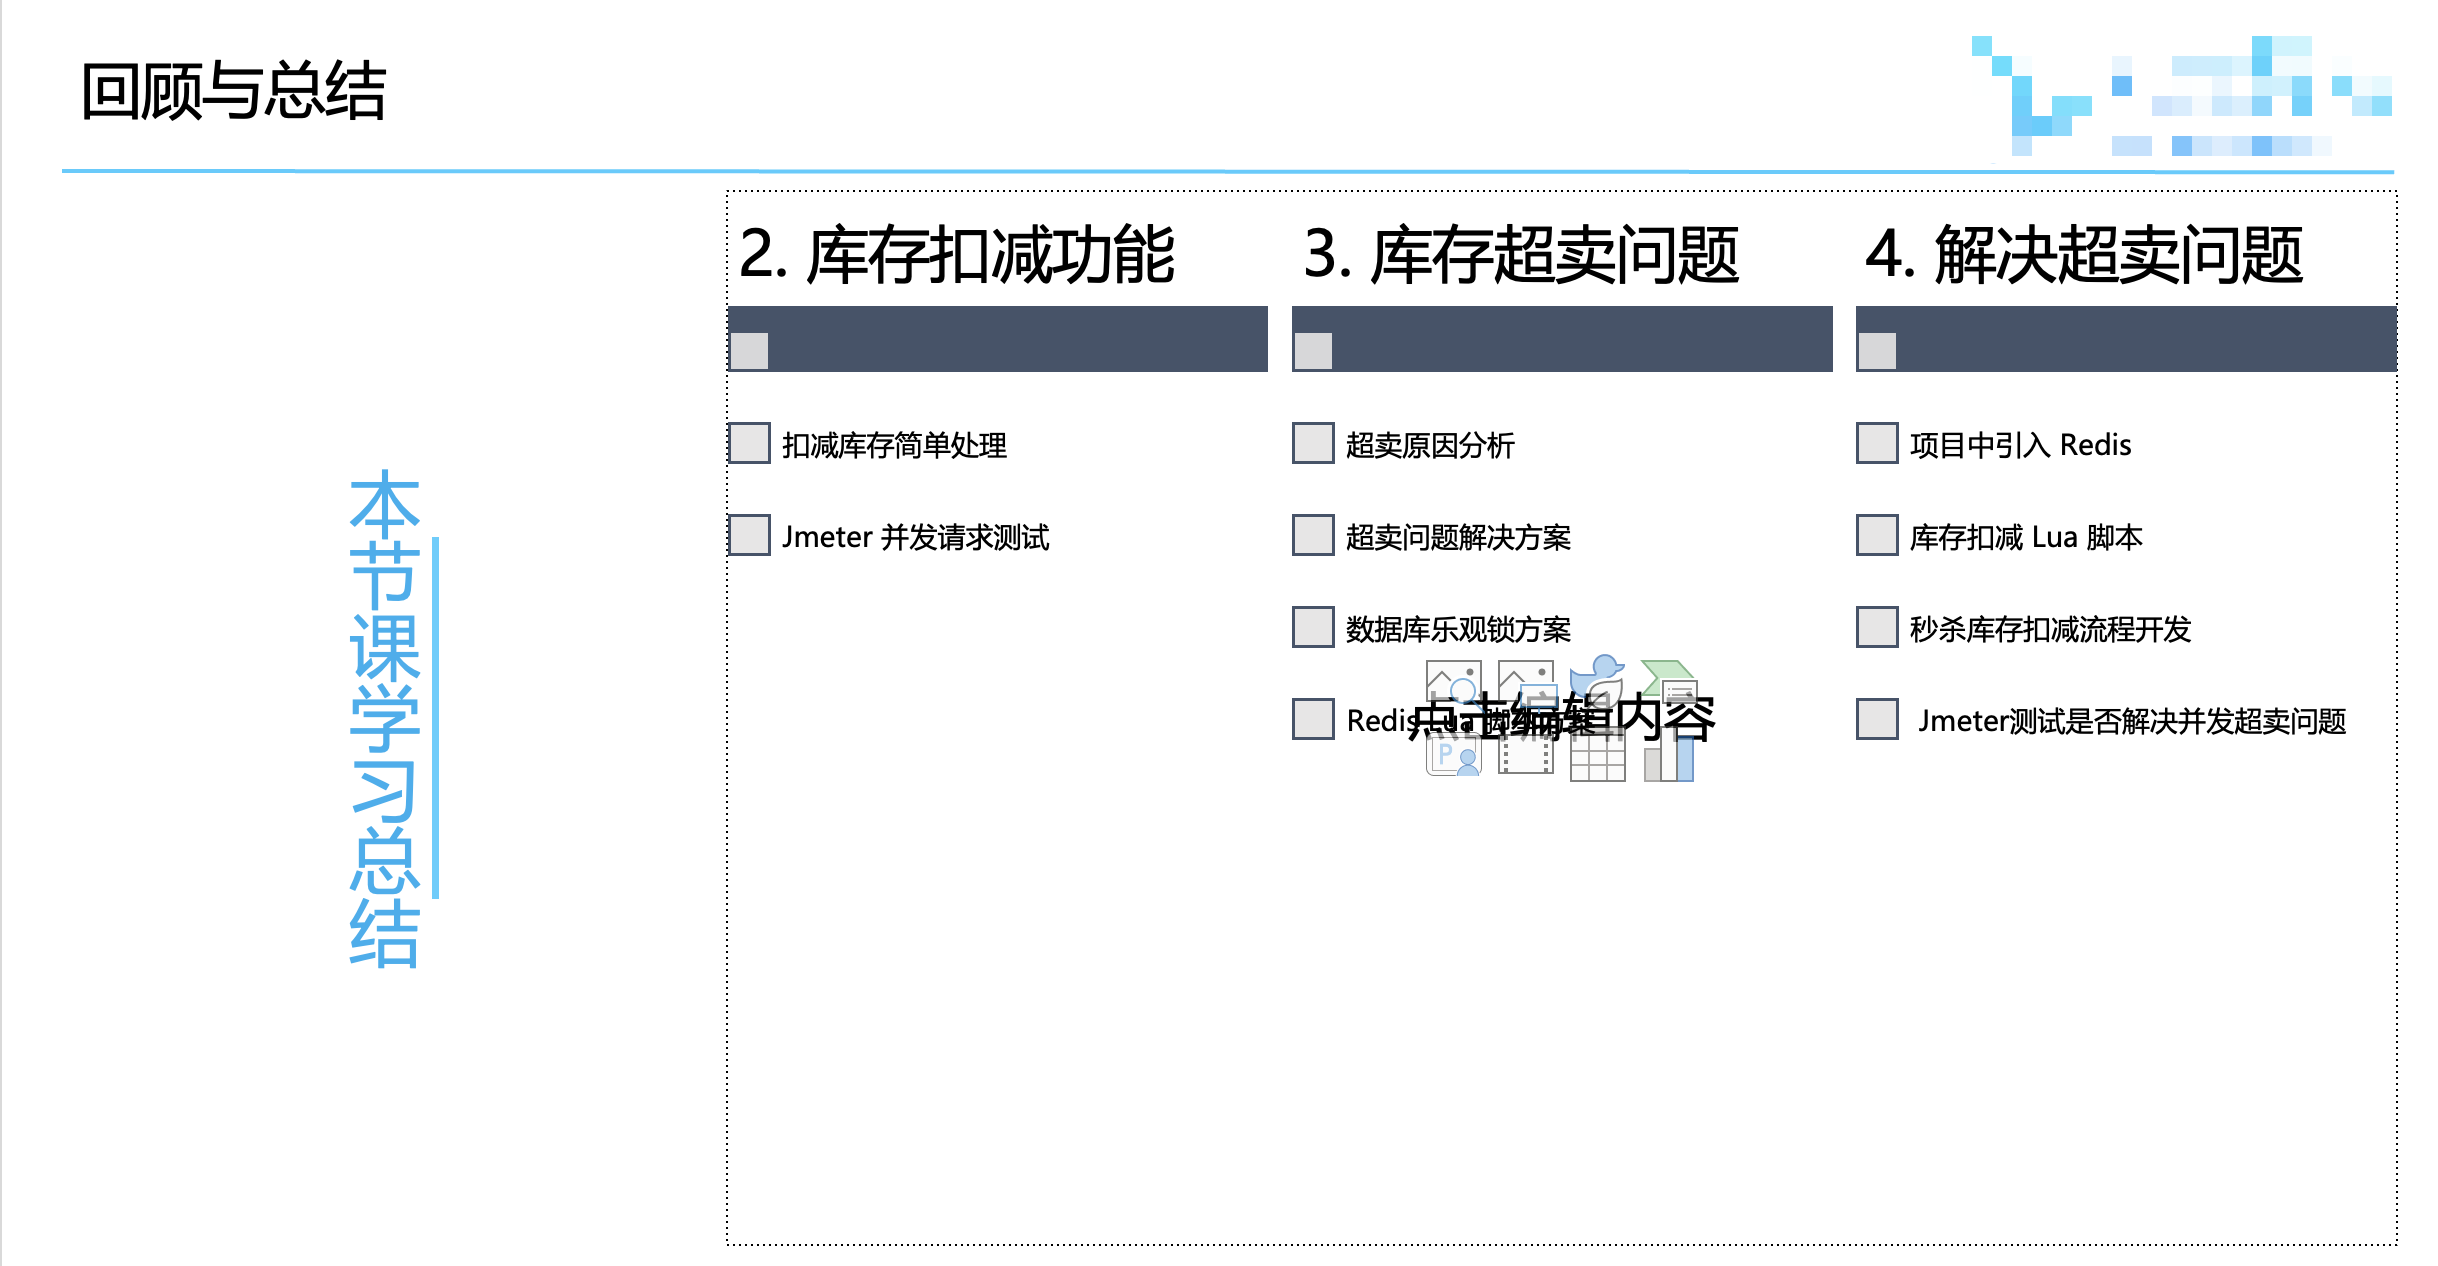 回顾与总结
本节课学习总结
2. 库存扣减功能
扣减库存简单处理
Jmeter 并发请求测试
3. 库存超卖问题
超卖原因分析
超卖问题解决方案
数据库乐观锁方案
Redis Lua 脚本方案
点击编辑内容
4. 解决超卖问题
项目中引入 Redis
库存扣减 Lua 脚本
秒杀库存扣减流程开发
Jmeter测试是否解决并发超卖问题